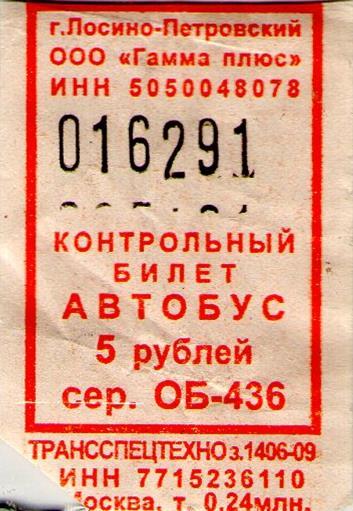 г.Лосино-Петровский
ООО «Гамма плюс»
ИНН 5050048078
016291
КОНТРОЛЬНЫЙ
БИЛЕТ
АВТОБУС
5 рублей
сер. ОБ-436
ТРАНССПЕЦТЕХНО з.1406-09
ИНН 7715236110
Москва, т. 0,24млн.